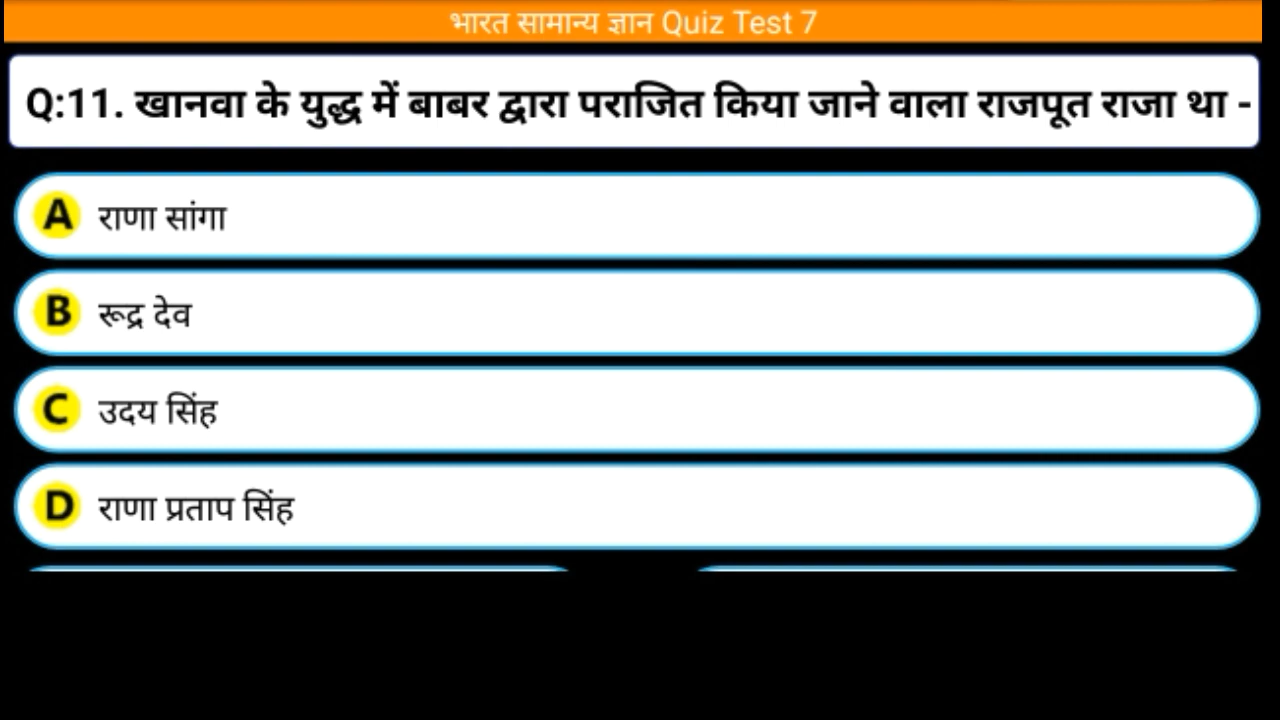 भारत सामान्य ज्ञान Quiz Test 7
Q:11. खानवा के युद्ध में बाबर द्वारा पराजित किया जाने वाला राजपूत राजा था -
A राणा सांगा
B रूद्र देव
C उदय सिंह
D राणा प्रताप सिंह